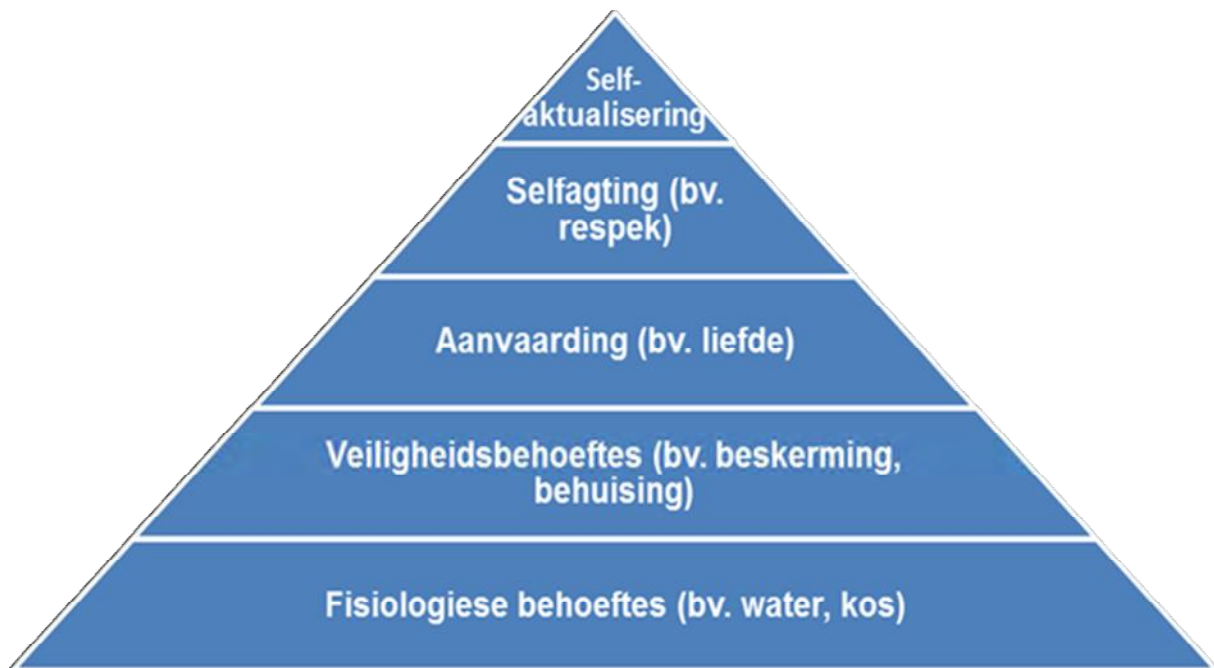 Self-
aktualisering
Selfagting (bv.
respek)
Aanvaarding (bv. liefde)
Veiligheidsbehoeftes (bv. beskerming,
behuising)
Fisiologiese behoeftes (bv. water, kos)